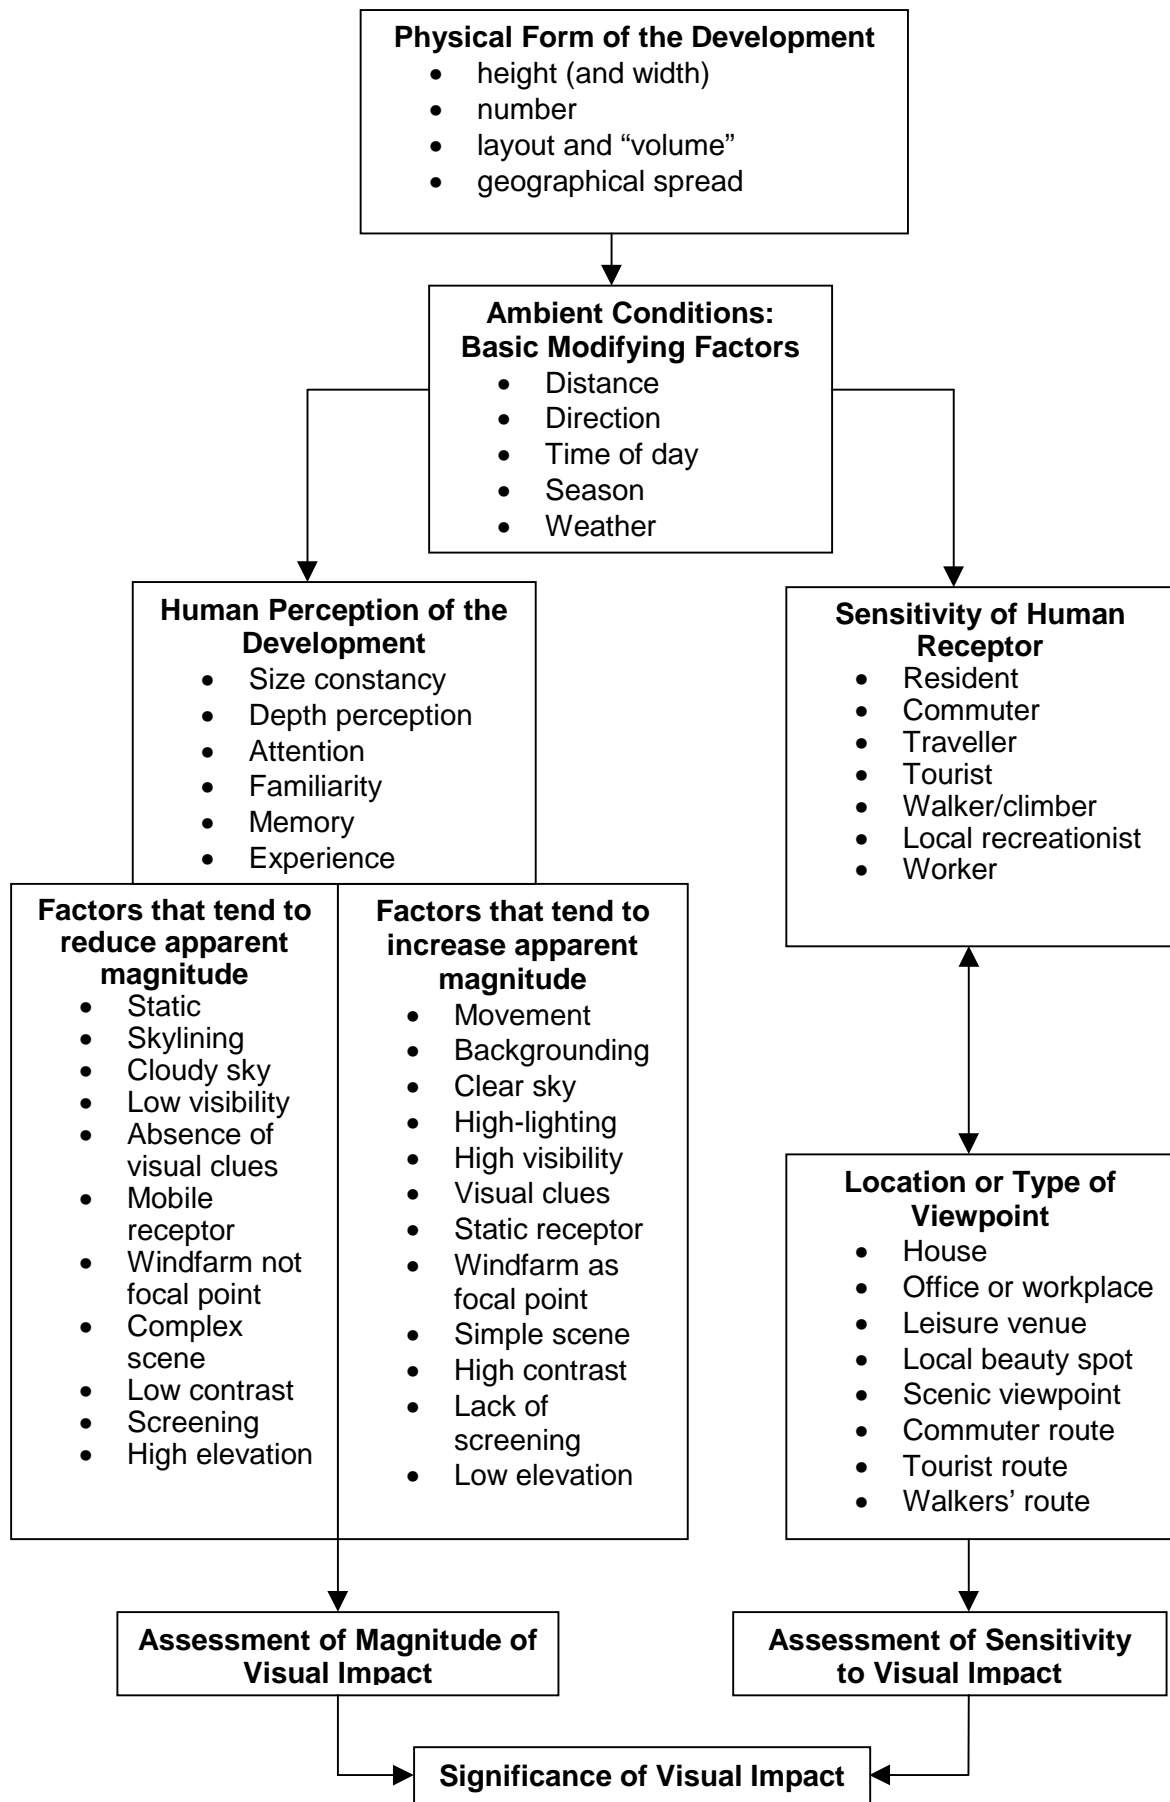 Physical Form of the Development
• height (and width)
• number
• layout and “volume”
• geographical spread
Ambient Conditions:
Basic Modifying Factors
• Distance
• Direction
• Time of day
• Season
• Weather
Human Perception of the
Development
• Size constancy
• Depth perception
• Attention
• Familiarity
• Memory
• Experience
Sensitivity of Human
Receptor
• Resident
• Commuter
• Traveller
• Tourist
• Walker/climber
• Local recreationist
• Worker
Factors that tend to
reduce apparent
magnitude
• Static
• Skylining
• Cloudy sky
• Low visibility
• Absence of
visual clues
• Mobile
receptor
• Windfarm not
focal point
• Complex
scene
• Low contrast
• Screening
• High elevation
Factors that tend to
increase apparent
magnitude
• Movement
• Backgrounding
• Clear sky
• High-lighting
• High visibility
• Visual clues
• Static receptor
• Windfarm as
focal point
• Simple scene
• High contrast
• Lack of
screening
• Low elevation
Location or Type of
Viewpoint
• House
• Office or workplace
• Leisure venue
• Local beauty spot
• Scenic viewpoint
• Commuter route
• Tourist route
• Walkers’ route
Assessment of Magnitude of
Visual Impact
Assessment of Sensitivity
to Visual Impact
Significance of Visual Impact